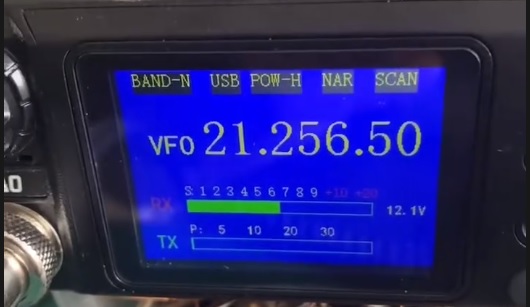 BAND-N USB POW-H NAR SCAN
VFO 21.256.50
S: 1 2 3 4 5 6 7 8 9 +10 +20
RX 12.1V
P: 5 10 20 30
TX